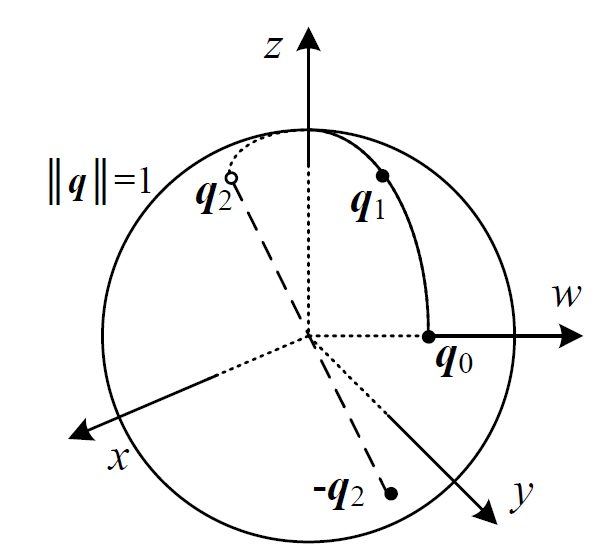 z
‖q‖=1
q₂
q₁
w
q₀
x
-q₂
y